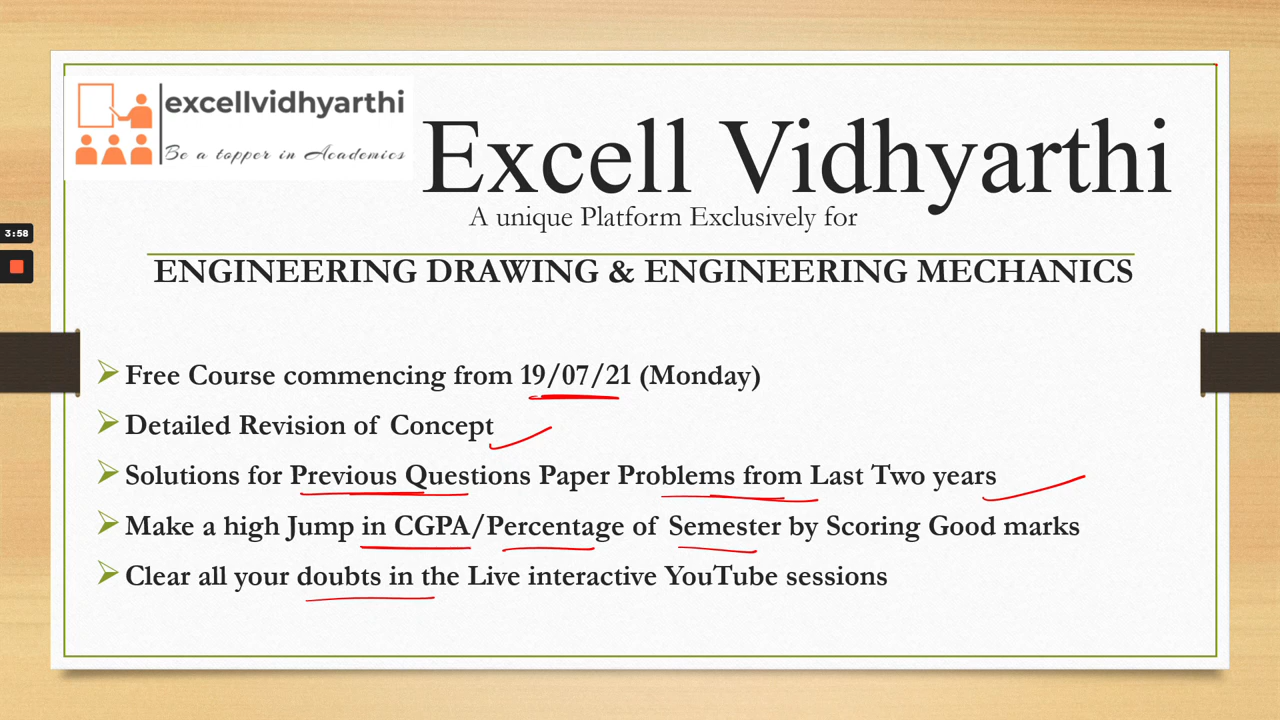 excellvidhyarthi
Be a topper in Academics
Excell Vidhyarthi
A unique Platform Exclusively for
3:58
ENGINEERING DRAWING & ENGINEERING MECHANICS
Free Course commencing from 19/07/21 (Monday)
Detailed Revision of Concept
Solutions for Previous Questions Paper Problems from Last Two years
Make a high Jump in CGPA/Percentage of Semester by Scoring Good marks
Clear all your doubts in the Live interactive YouTube sessions